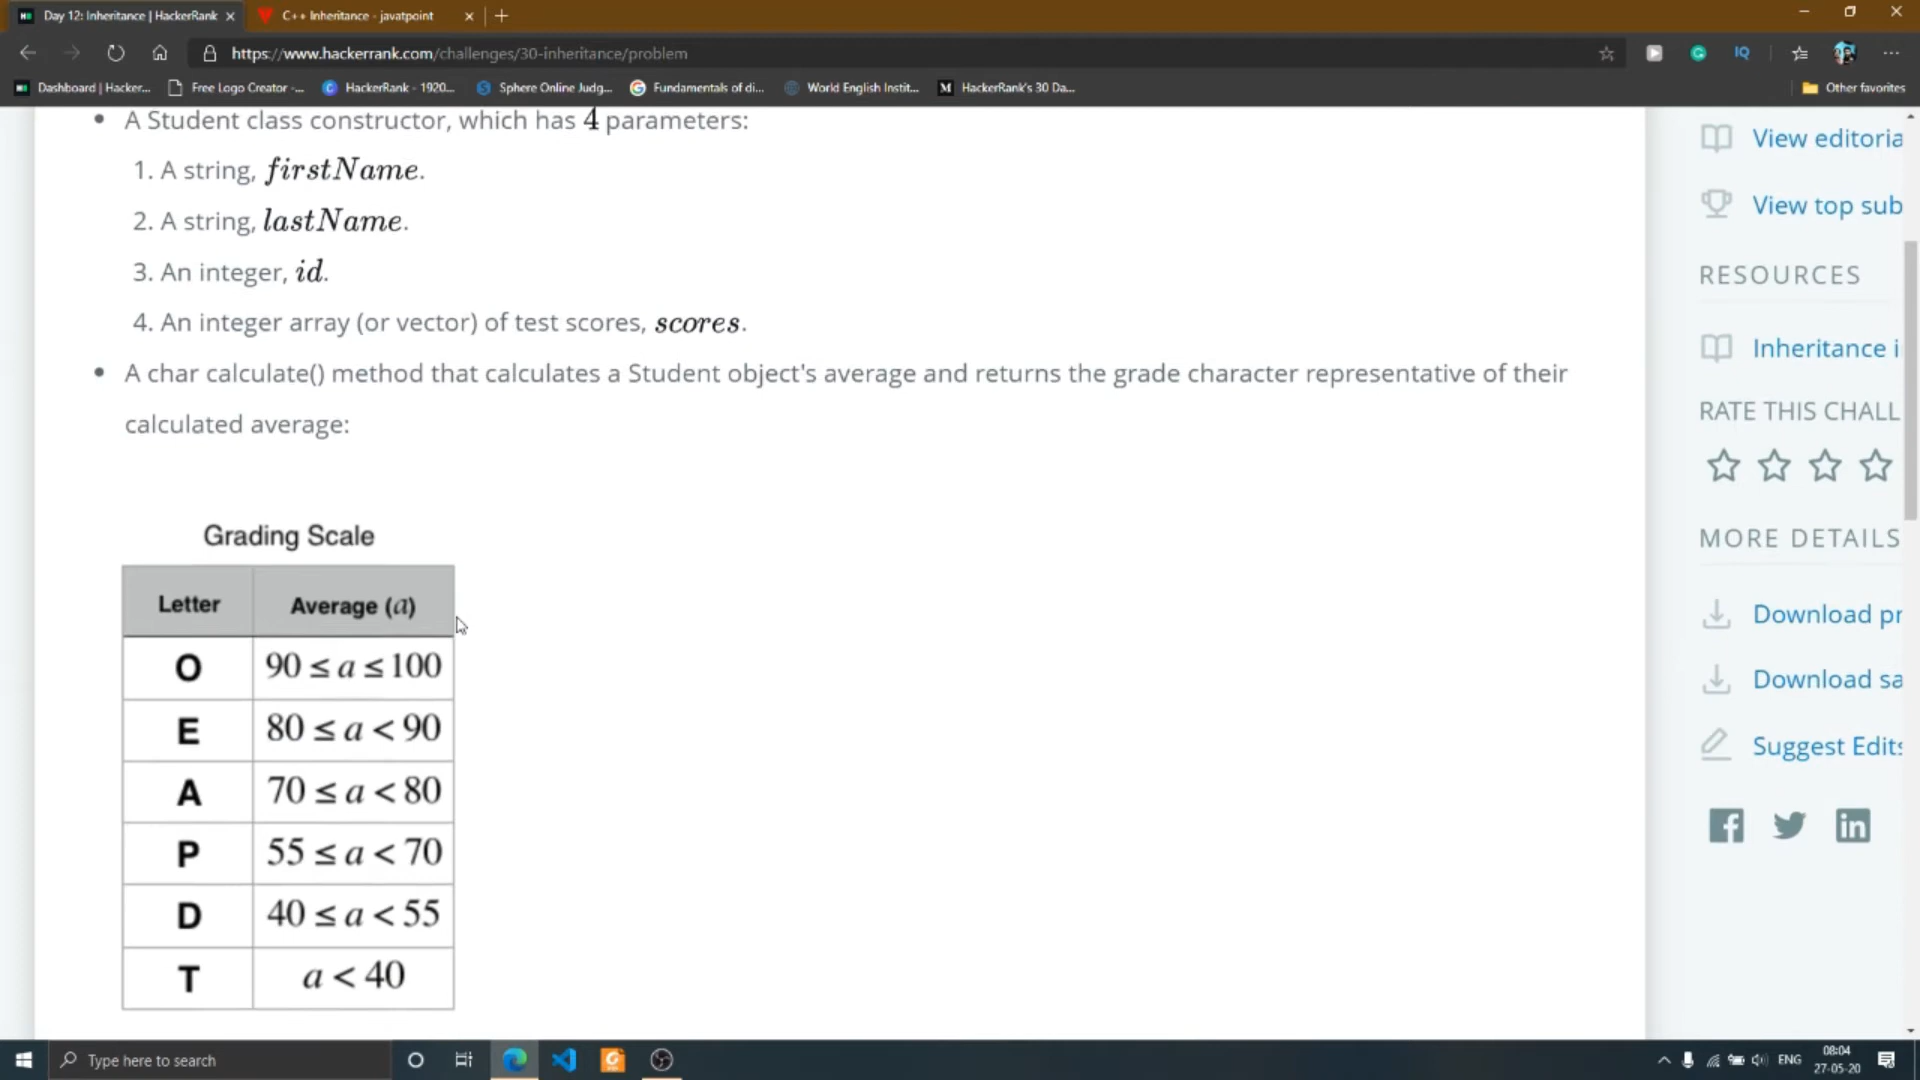 Day 12: Inheritance | HackerRank
C++ Inheritance - javatpoint
https://www.hackerrank.com/challenges/30-inheritance/problem
Dashboard | Hacker... Free Logo Creator -... HackerRank - 1920... Sphere Online Judg... Fundamentals of di... World English Instit... HackerRank's 30 Da... Other favorites
• A Student class constructor, which has 4 parameters:
1. A string, firstName.
2. A string, lastName.
3. An integer, id.
4. An integer array (or vector) of test scores, scores.
• A char calculate() method that calculates a Student object's average and returns the grade character representative of their
calculated average:
Grading Scale
Letter Average (a)
O 90 ≤ a ≤ 100
E 80 ≤ a < 90
A 70 ≤ a < 80
P 55 ≤ a < 70
D 40 ≤ a < 55
T a < 40
View editoria
View top sub
RESOURCES
Inheritance i
RATE THIS CHALL
MORE DETAILS
Download pr
Download sa
Suggest Edits
Type here to search
ENG
08:04
27-05-20